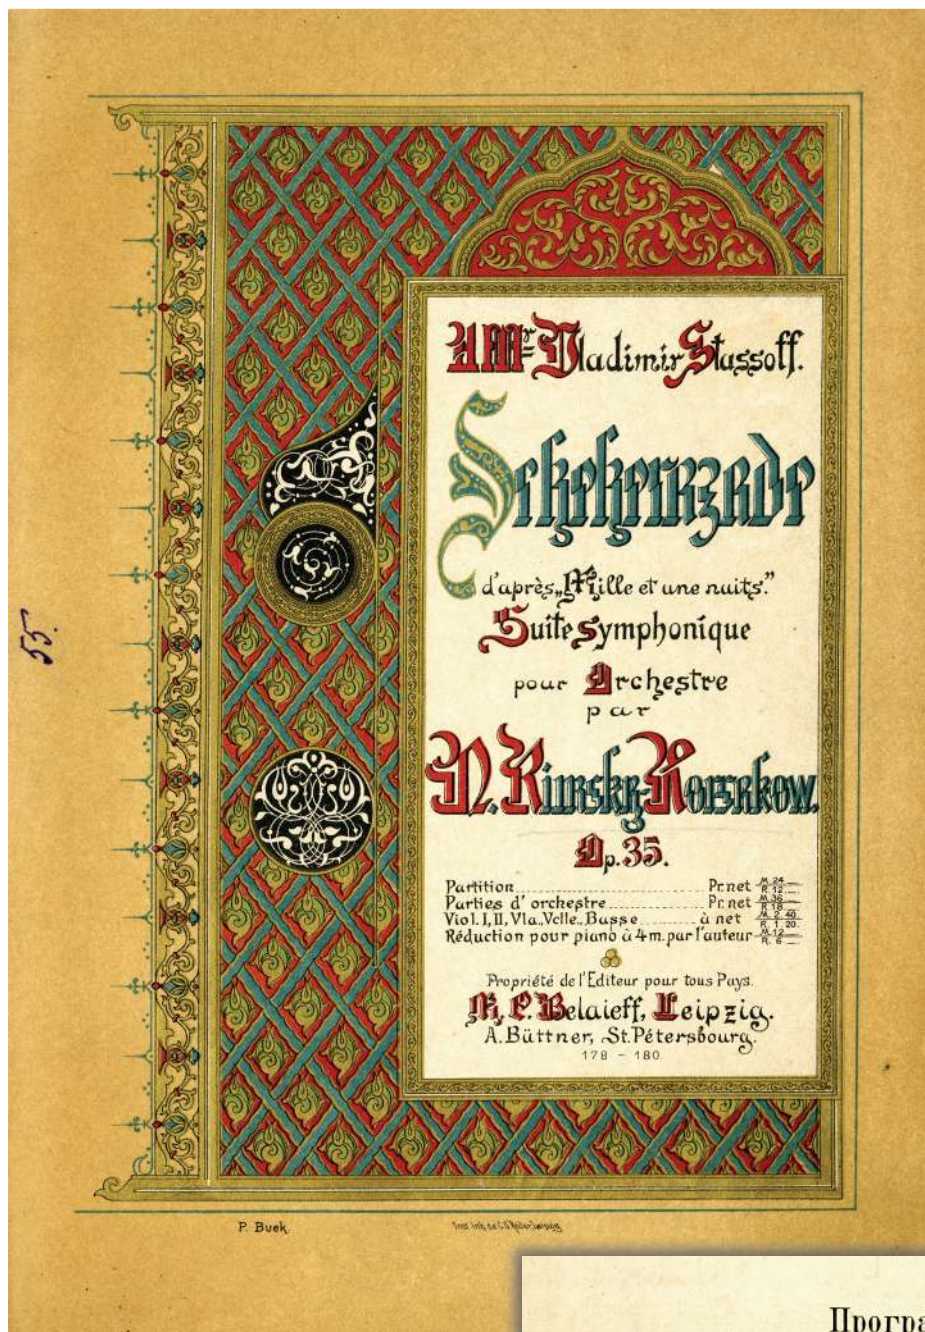 A Mr Vladimir Stassoff.
Scheherazade
d'après „Mille et une nuits."
Suite symphonique
pour Orchestre
par
N. Rimsky-Korsakow.
Op. 35.
Partition Pr. net M. 24 R. 12
Parties d'orchestre Pr. net M. 36 R. 18
Viol. I, II, Vla., Vclle., Basse à net M. 2. 40. R. 1. 20.
Réduction pour piano à 4 m. par l'auteur M. 12 R. 6
Propriété de l'Editeur pour tous Pays.
M. P. Belaieff, Leipzig.
A. Büttner, St. Pétersbourg.
178 - 180
55.
P. Buek
Програ